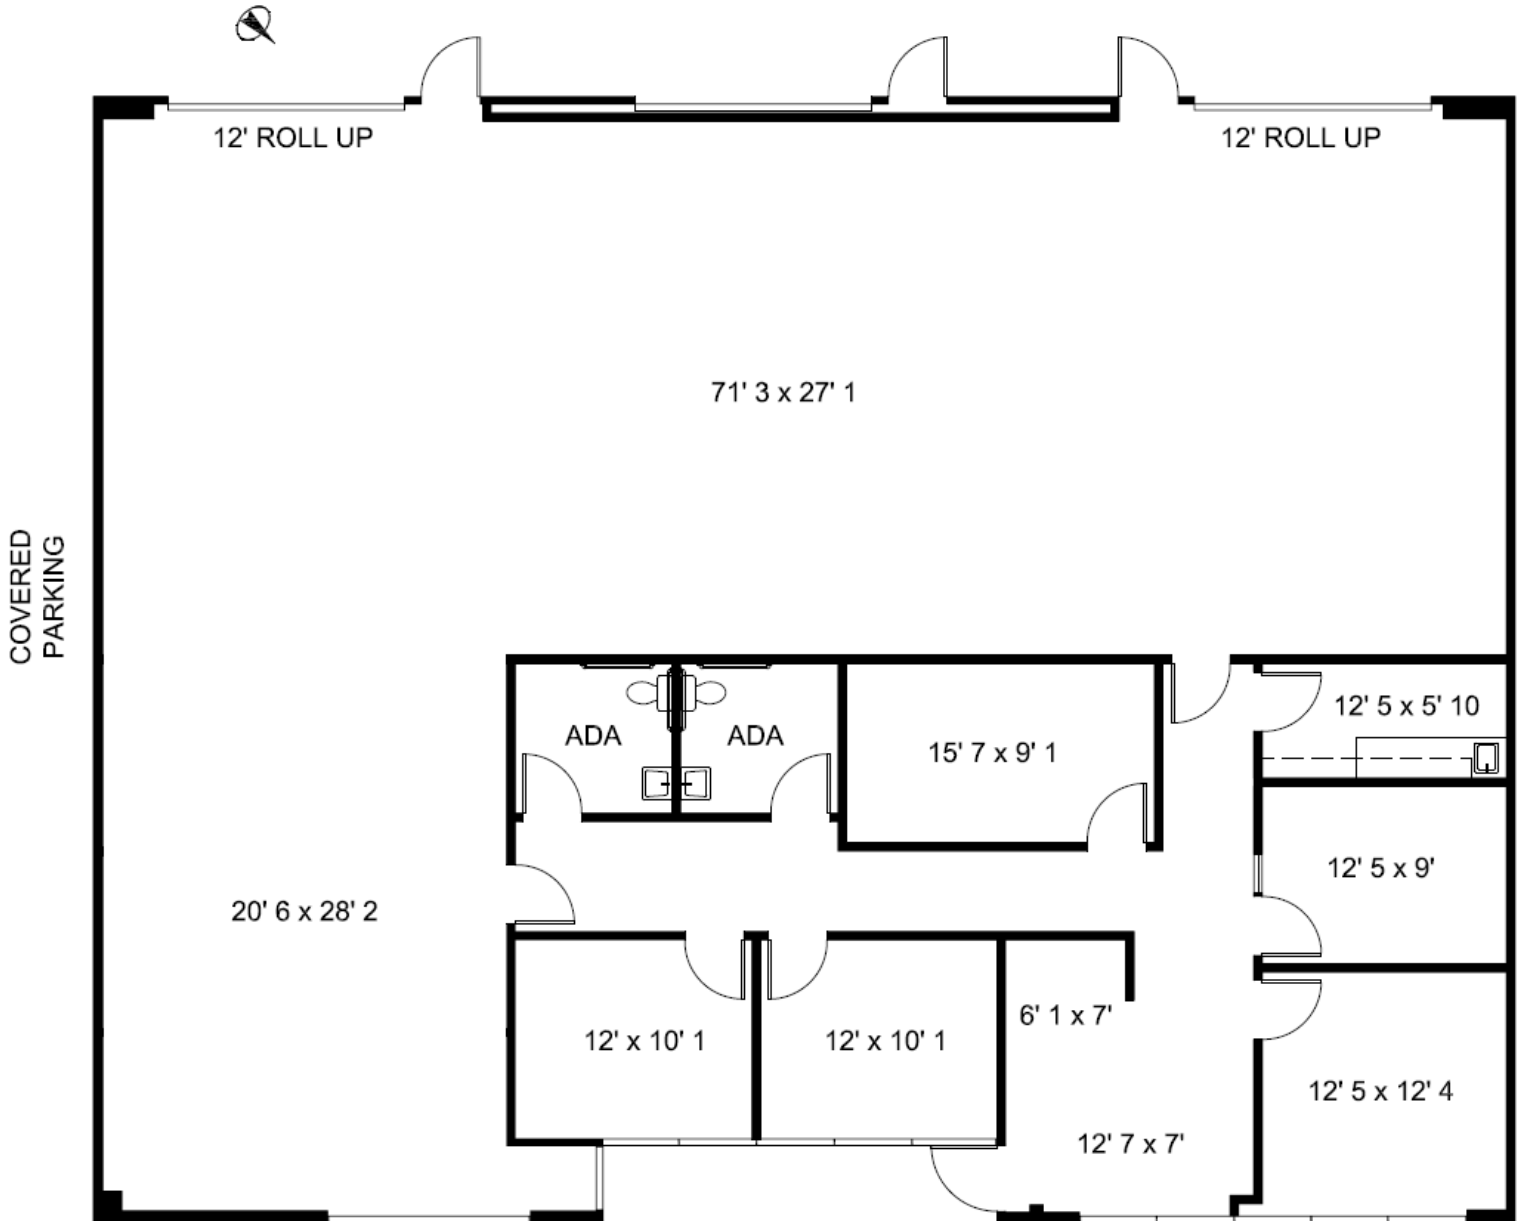 12' ROLL UP
12' ROLL UP
71' 3 x 27' 1
COVERED
PARKING
12' 5 x 5' 10
ADA
ADA
15' 7 x 9' 1
12' 5 x 9'
20' 6 x 28' 2
6' 1 x 7'
12' x 10' 1
12' x 10' 1
12' 5 x 12' 4
12' 7 x 7'